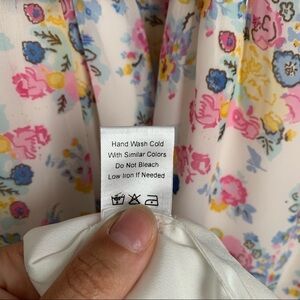 Hand Wash Cold
With Similar Colors
Do Not Bleach
Low Iron If Needed